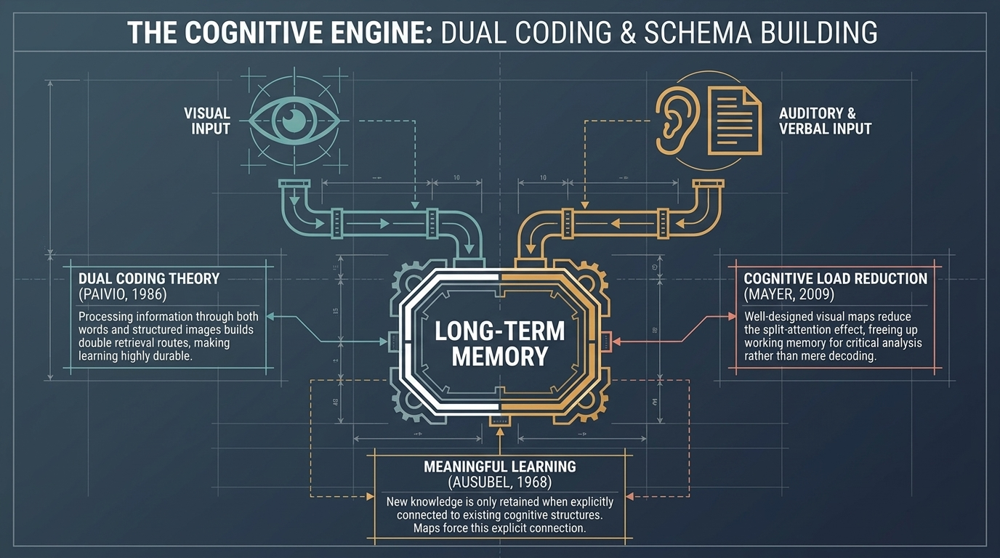 THE COGNITIVE ENGINE: DUAL CODING & SCHEMA BUILDING
VISUAL
INPUT
AUDITORY &
VERBAL INPUT
10
10
DUAL CODING THEORY
(PAIVIO, 1986)
Processing information through both
words and structured images builds
double retrieval routes, making
learning highly durable.
LONG-TERM
MEMORY
COGNITIVE LOAD REDUCTION
(MAYER, 2009)
Well-designed visual maps reduce
the split-attention effect, freeing up
working memory for critical analysis
rather than mere decoding.
MEANINGFUL LEARNING
(AUSUBEL, 1968)
New knowledge is only retained when explicitly
connected to existing cognitive structures.
Maps force this explicit connection.